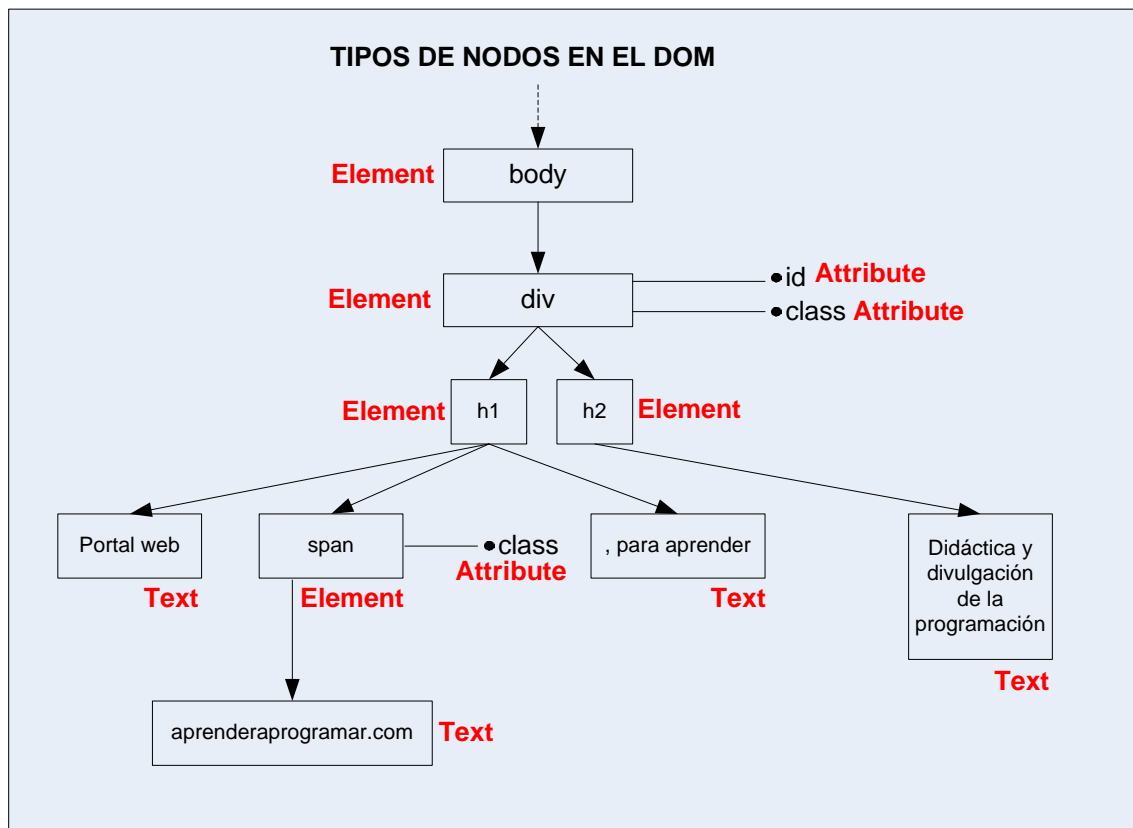 TIPOS DE NODOS EN EL DOM
Element
body
Element
div
id Attribute
class Attribute
Element
h1
h2
Element
Portal web
Text
span
Element
class
Attribute
, para aprender
Text
Didáctica y
divulgación
de la
programación
Text
aprenderaprogramar.com
Text